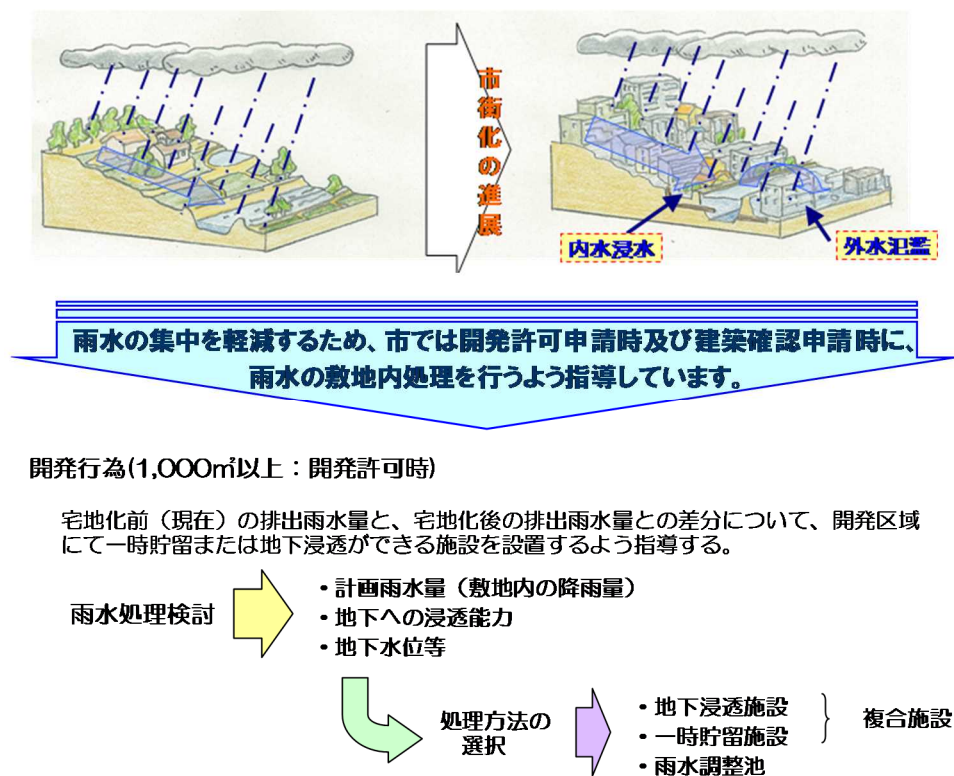 市街化の進展
内水浸水
外水氾濫
雨水の集中を軽減するため、市では開発許可申請時及び建築確認申請時に、
雨水の敷地内処理を行うよう指導しています。
開発行為(1,000㎡以上：開発許可時)
宅地化前（現在）の排出雨水量と、宅地化後の排出雨水量との差分について、開発区域
にて一時貯留または地下浸透ができる施設を設置するよう指導する。
雨水処理検討
・計画雨水量（敷地内の降雨量）
・地下への浸透能力
・地下水位等
処理方法の
選択
・地下浸透施設
・一時貯留施設
・雨水調整池
複合施設